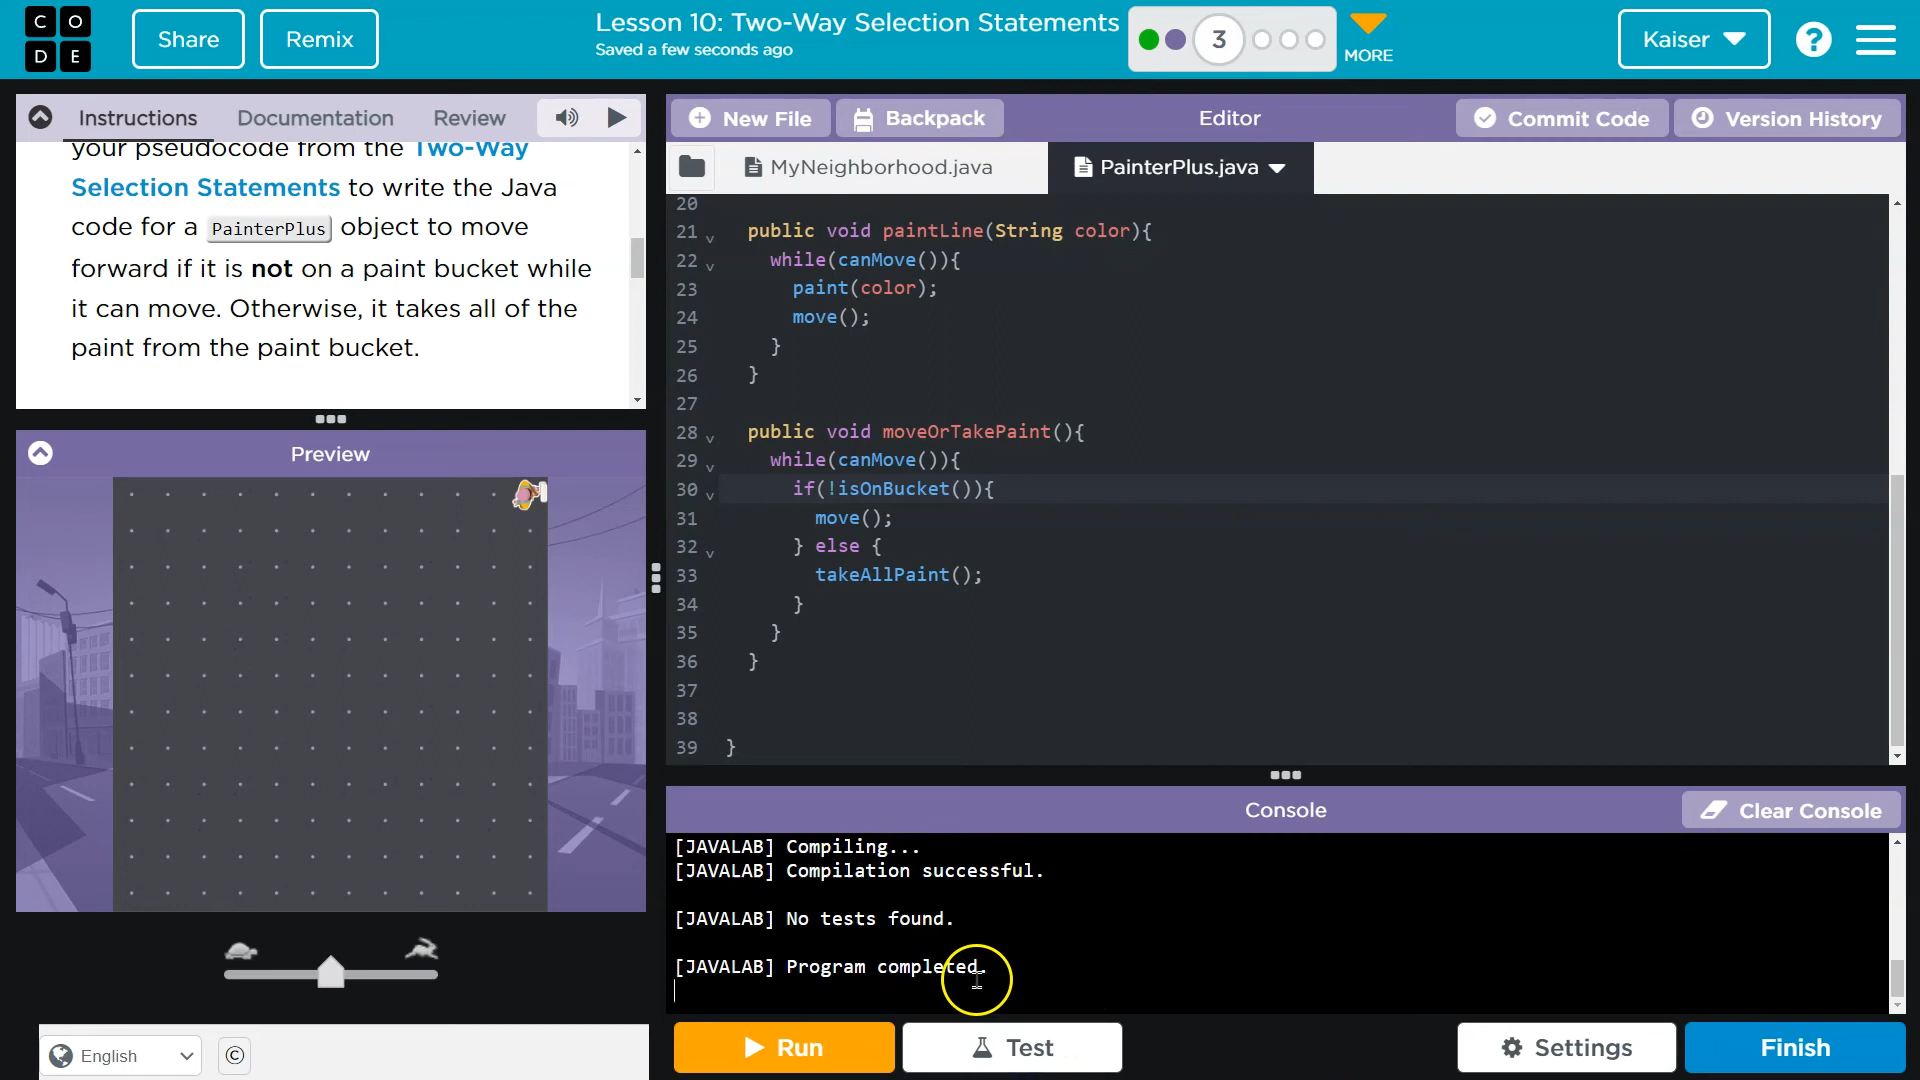 C O
D E
Share
Remix
Lesson 10: Two-Way Selection Statements
Saved a few seconds ago
3
MORE
Kaiser
?
Instructions
Documentation
Review
your pseudocode from the Two-Way
Selection Statements to write the Java
code for a PainterPlus object to move
forward if it is not on a paint bucket while
it can move. Otherwise, it takes all of the
paint from the paint bucket.
Preview
English
©
New File
Backpack
Editor
Commit Code
Version History
MyNeighborhood.java
PainterPlus.java
20
21 public void paintLine(String color){
22 while(canMove()){
23 paint(color);
24 move();
25 }
26 }
27
28 public void moveOrTakePaint(){
29 while(canMove()){
30 if(!isOnBucket()){
31 move();
32 } else {
33 takeAllPaint();
34 }
35 }
36 }
37
38
39 }
Console
Clear Console
[JAVALAB] Compiling...
[JAVALAB] Compilation successful.
[JAVALAB] No tests found.
[JAVALAB] Program completed.
Run
Test
Settings
Finish